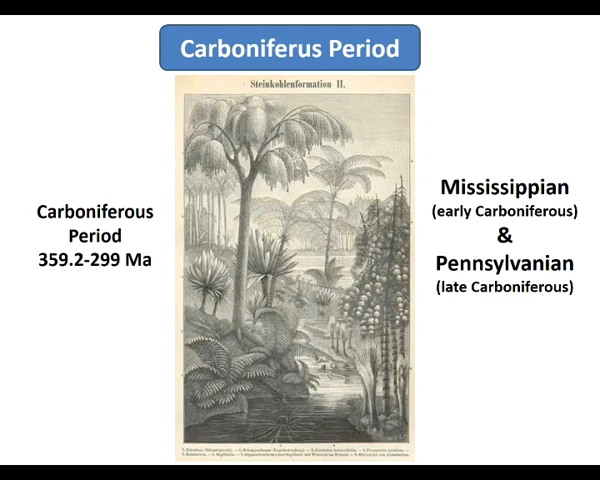 Carboniferus Period
Steinkohlenformation II.
Carboniferous
Period
359.2-299 Ma
Mississippian
(early Carboniferous)
&
Pennsylvanian
(late Carboniferous)